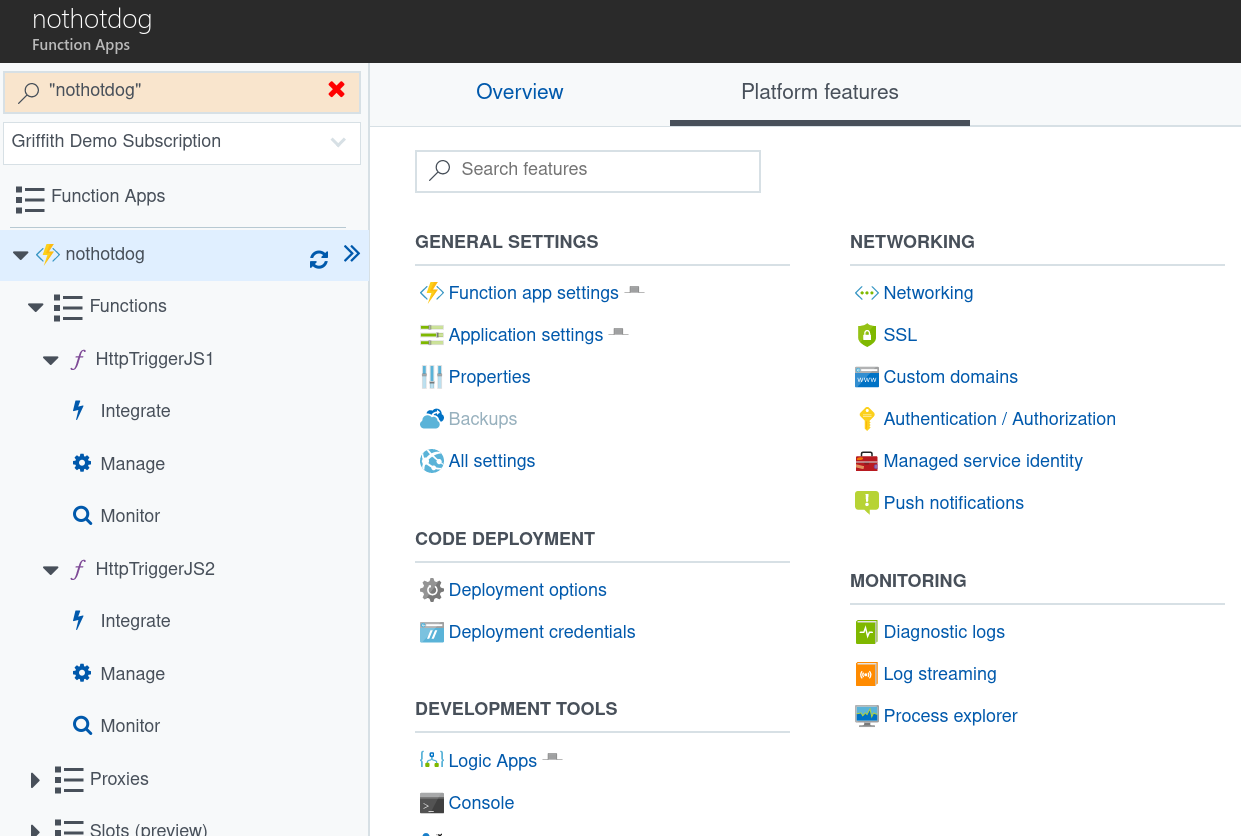 nothotdog
Function Apps
"nothotdog"
Griffith Demo Subscription
Function Apps
nothotdog
Functions
HttpTriggerJS1
Integrate
Manage
Monitor
HttpTriggerJS2
Integrate
Manage
Monitor
Proxies
Slots (preview)
Overview
Platform features
Search features
GENERAL SETTINGS
Function app settings
Application settings
Properties
Backups
All settings
CODE DEPLOYMENT
Deployment options
Deployment credentials
DEVELOPMENT TOOLS
Logic Apps
Console
NETWORKING
Networking
SSL
www
Custom domains
Authentication / Authorization
Managed service identity
Push notifications
MONITORING
Diagnostic logs
Log streaming
Process explorer